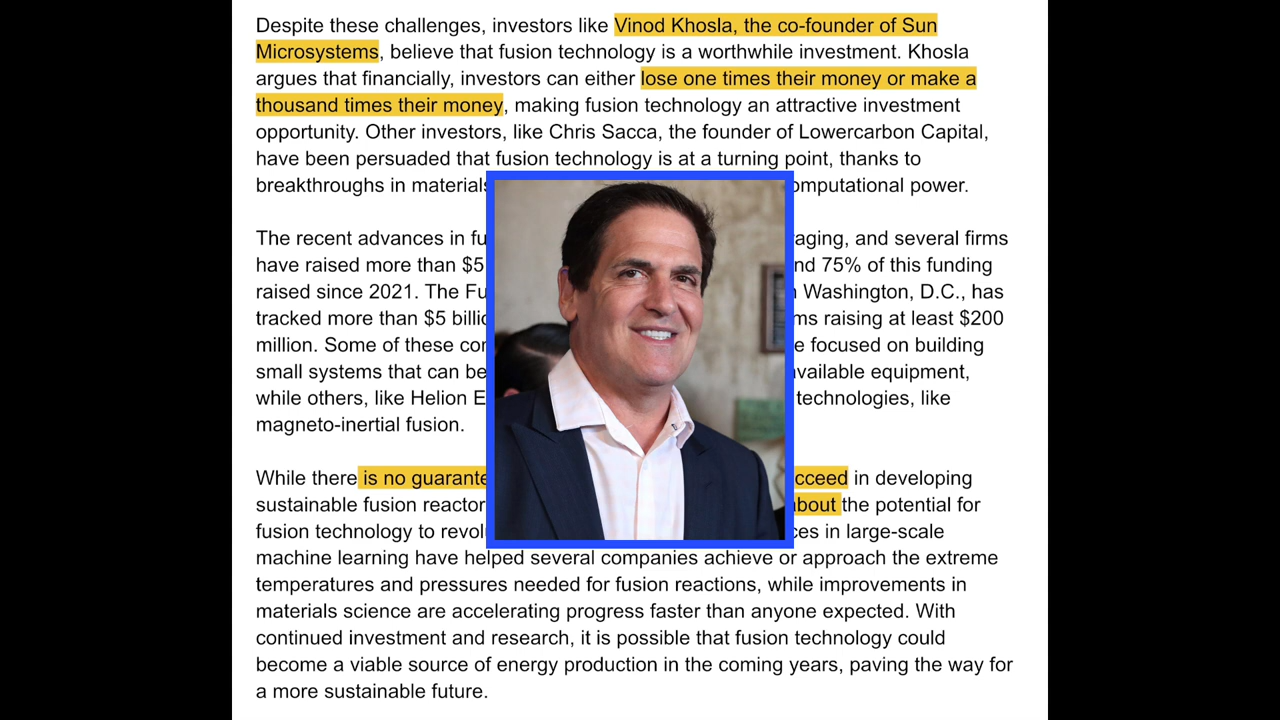 Despite these challenges, investors like Vinod Khosla, the co-founder of Sun
Microsystems, believe that fusion technology is a worthwhile investment. Khosla
argues that financially, investors can either lose one times their money or make a
thousand times their money, making fusion technology an attractive investment
opportunity. Other investors, like Chris Sacca, the founder of Lowercarbon Capital,
have been persuaded that fusion technology is at a turning point, thanks to
breakthroughs in materials omputational power.
The recent advances in fu aging, and several firms
have raised more than $5 nd 75% of this funding
raised since 2021. The Fu Washington, D.C., has
tracked more than $5 billio ms raising at least $200
million. Some of these con e focused on building
small systems that can be vailable equipment,
while others, like Helion E technologies, like
magneto-inertial fusion.
While there is no guarante cceed in developing
sustainable fusion reactor about the potential for
fusion technology to revol ces in large-scale
machine learning have helped several companies achieve or approach the extreme
temperatures and pressures needed for fusion reactions, while improvements in
materials science are accelerating progress faster than anyone expected. With
continued investment and research, it is possible that fusion technology could
become a viable source of energy production in the coming years, paving the way for
a more sustainable future.